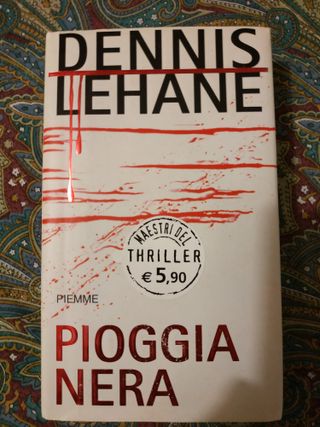 DENNIS
LEHANE
MAESTRI DEL
THRILLER
€ 5,90
PIEMME
PIOGGIA
NERA